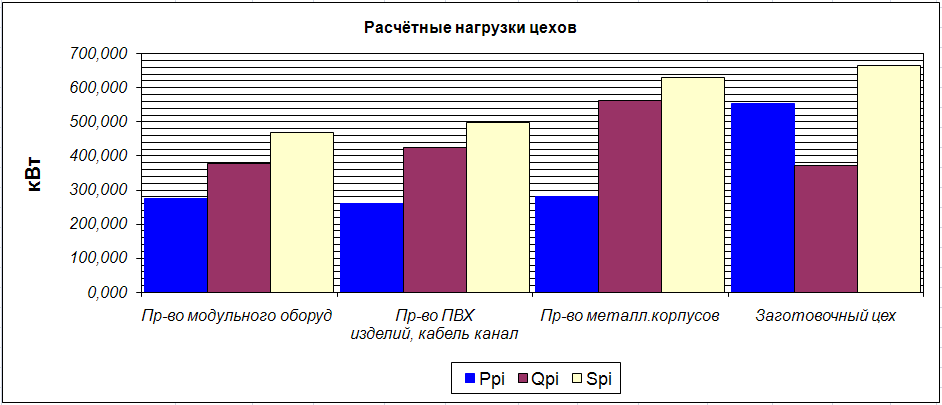 Расчётные нагрузки цехов
700,000
600,000
500,000
400,000
300,000
200,000
100,000
0,000
кВт
Пр-во модульного оборуд
Пр-во ПВХ
изделий, кабель канал
Пр-во металл.корпусов
Заготовочный цех
Ppi
Qpi
Spi